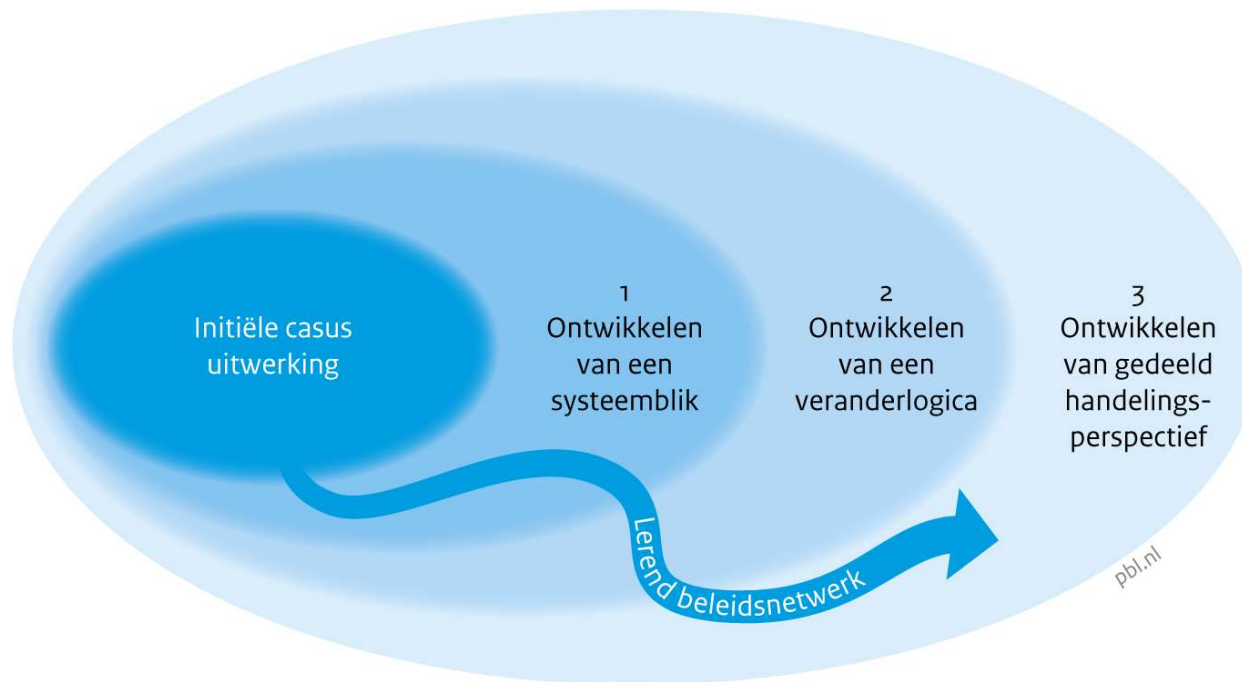 Initiële casus
uitwerking
1
Ontwikkelen
van een
systeemblik
2
Ontwikkelen
van een
veranderlogica
3
Ontwikkelen
van gedeeld
handelings-
perspectief
Lerend beleidsnetwerk
pbl.nl